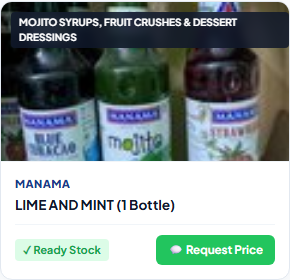 MOJITO SYRUPS, FRUIT CRUSHES & DESSERT
DRESSINGS
MANAMA
MANAMA
MANAMA
BLUE
CURACAO
mojito
STRAWB
MANAMA
LIME AND MINT (1 Bottle)
✓ Ready Stock
Request Price